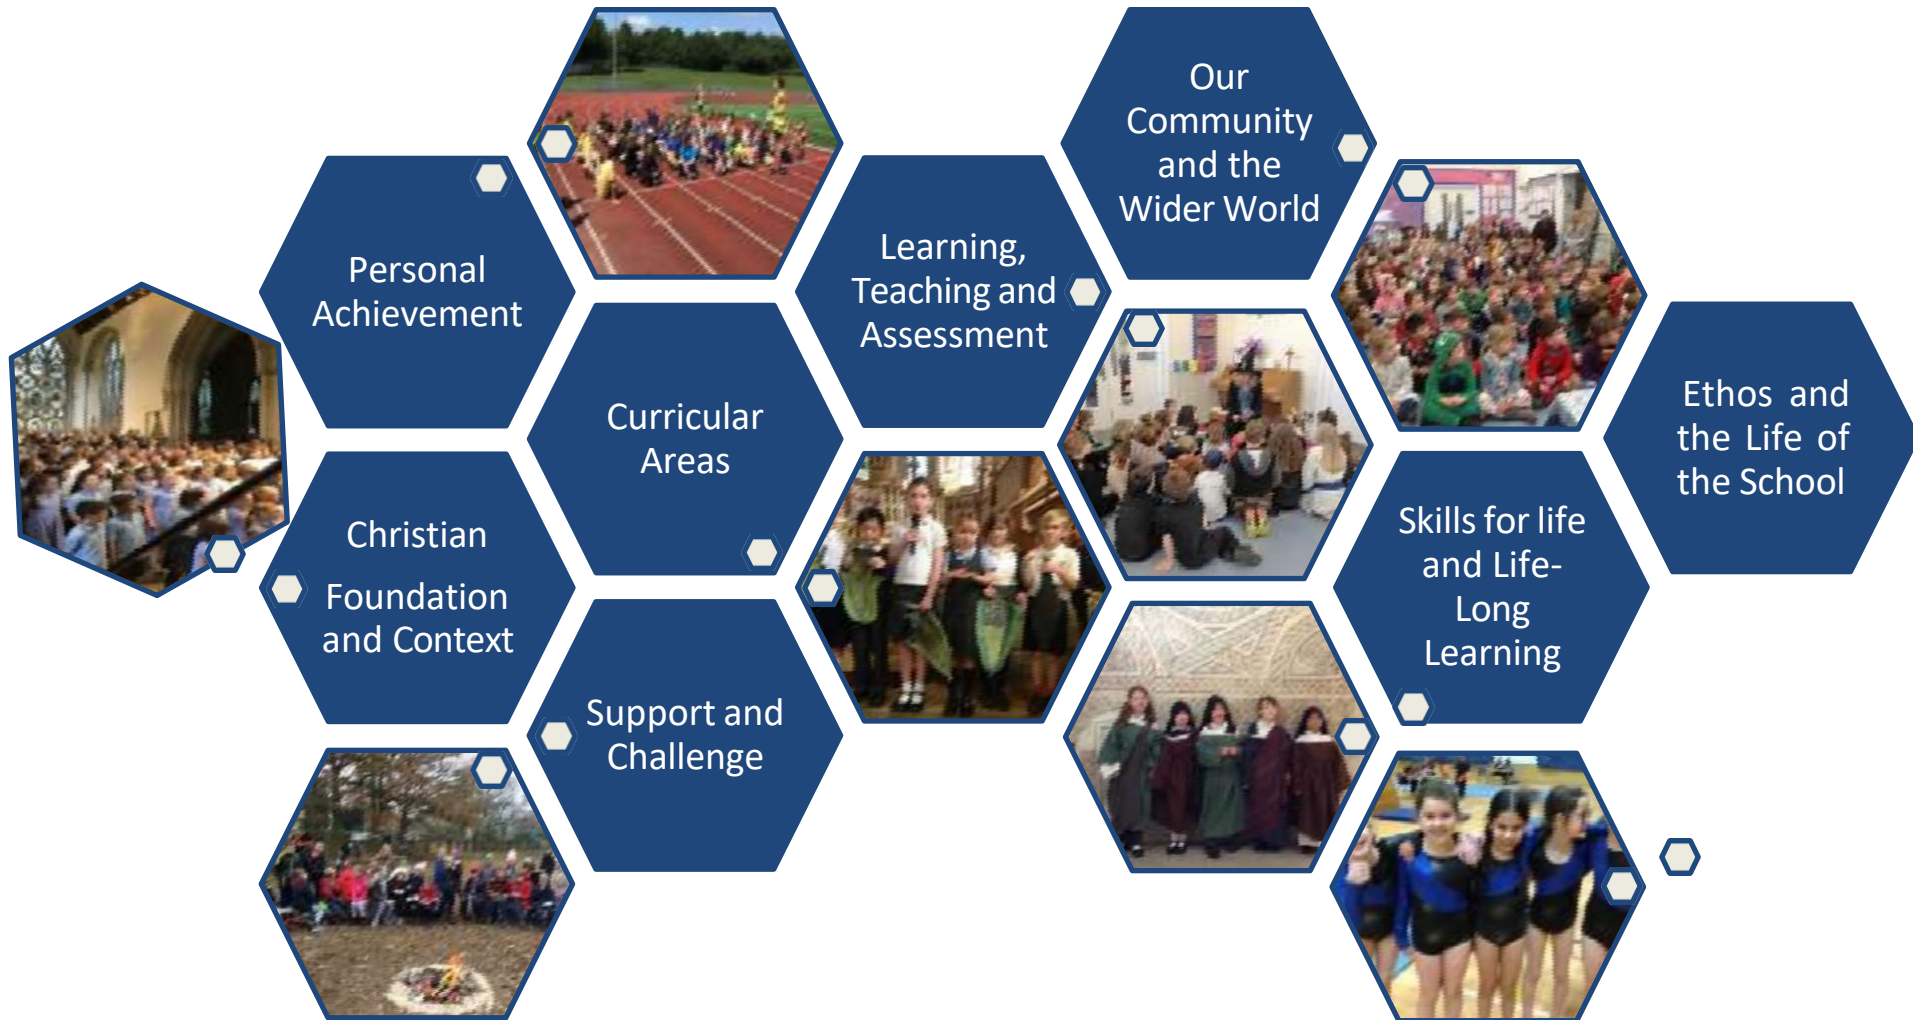 Our
Community
and the
Wider World
Personal
Achievement
Learning,
Teaching and
Assessment
Curricular
Areas
Ethos and
the Life of
the School
Christian
Foundation
and Context
Skills for life
and Life-
Long
Learning
Support and
Challenge